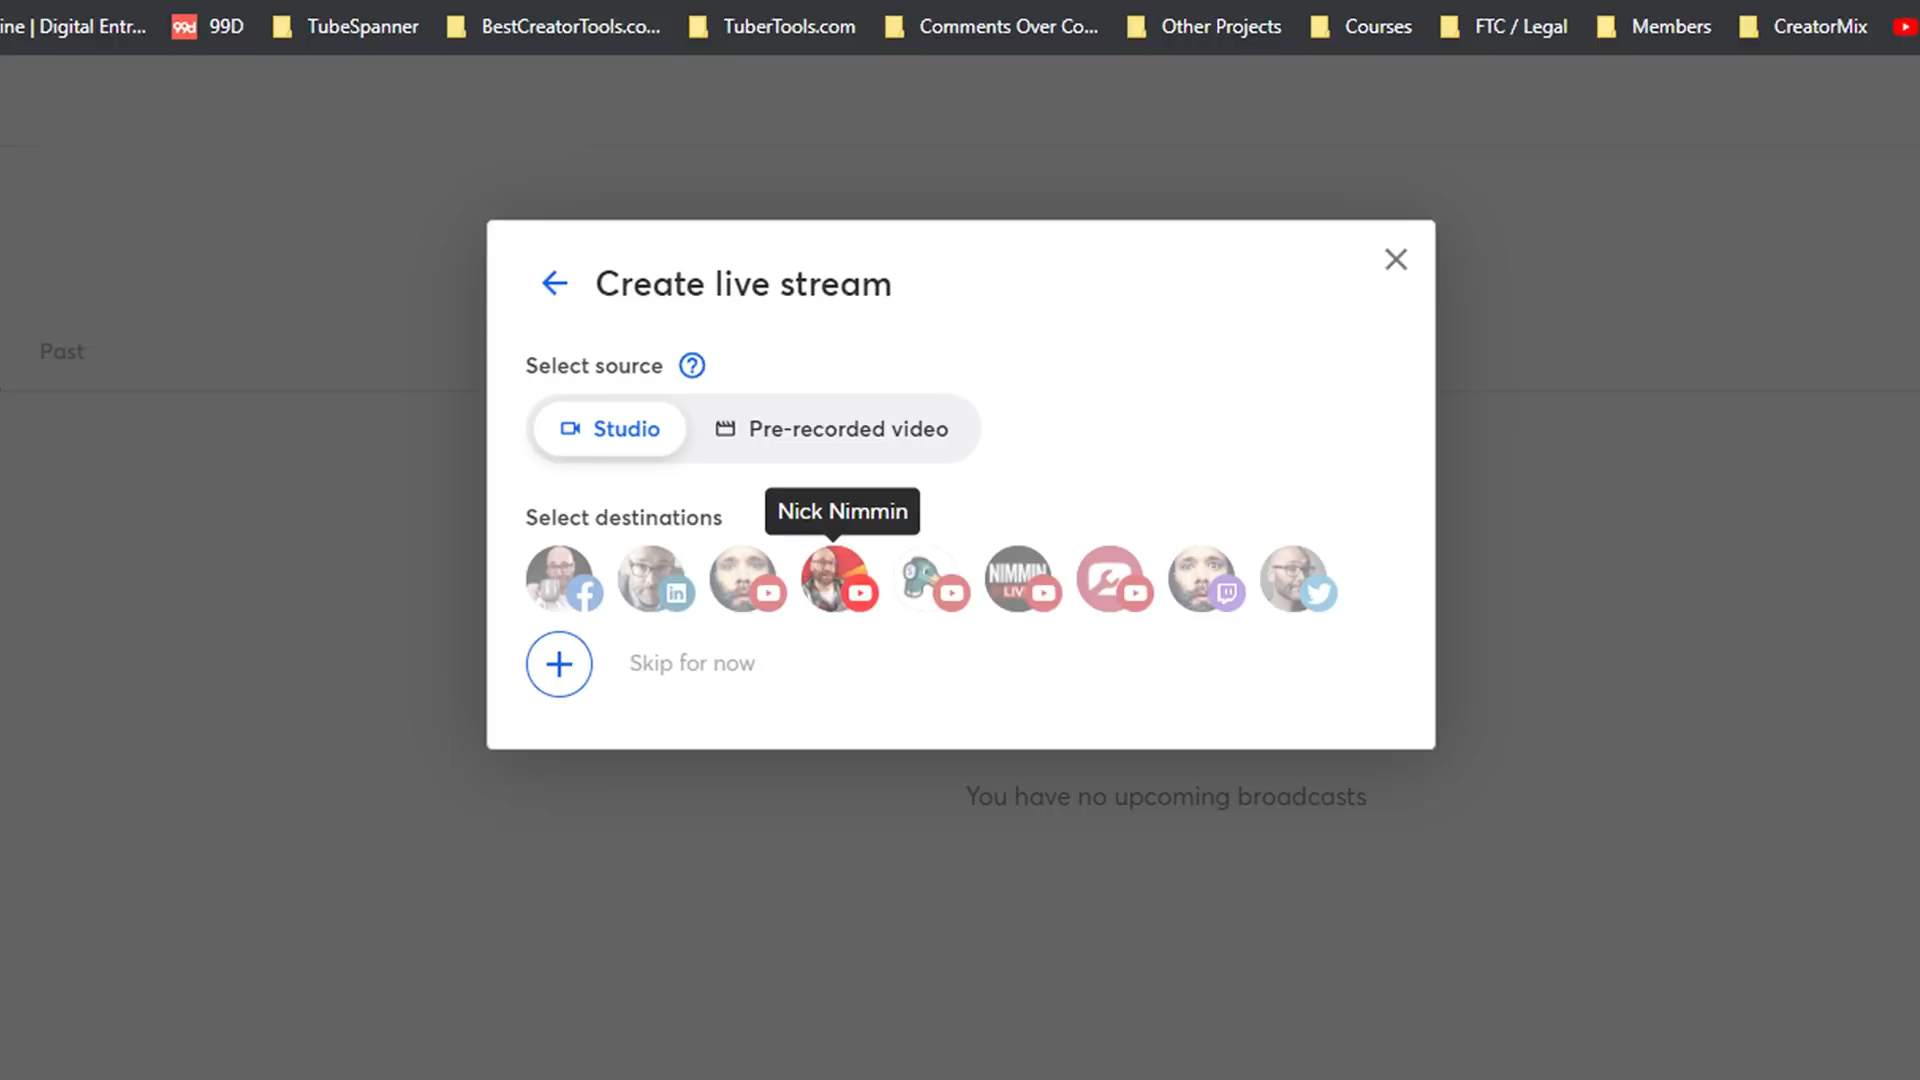 ine | Digital Entr... 99D TubeSpanner BestCreatorTools.co... TuberTools.com Comments Over Co... Other Projects Courses FTC / Legal Members CreatorMix
Create live stream
Past
Select source ?
Studio Pre-recorded video
Nick Nimmin
Select destinations
NIMMIN
LIV
Skip for now
You have no upcoming broadcasts